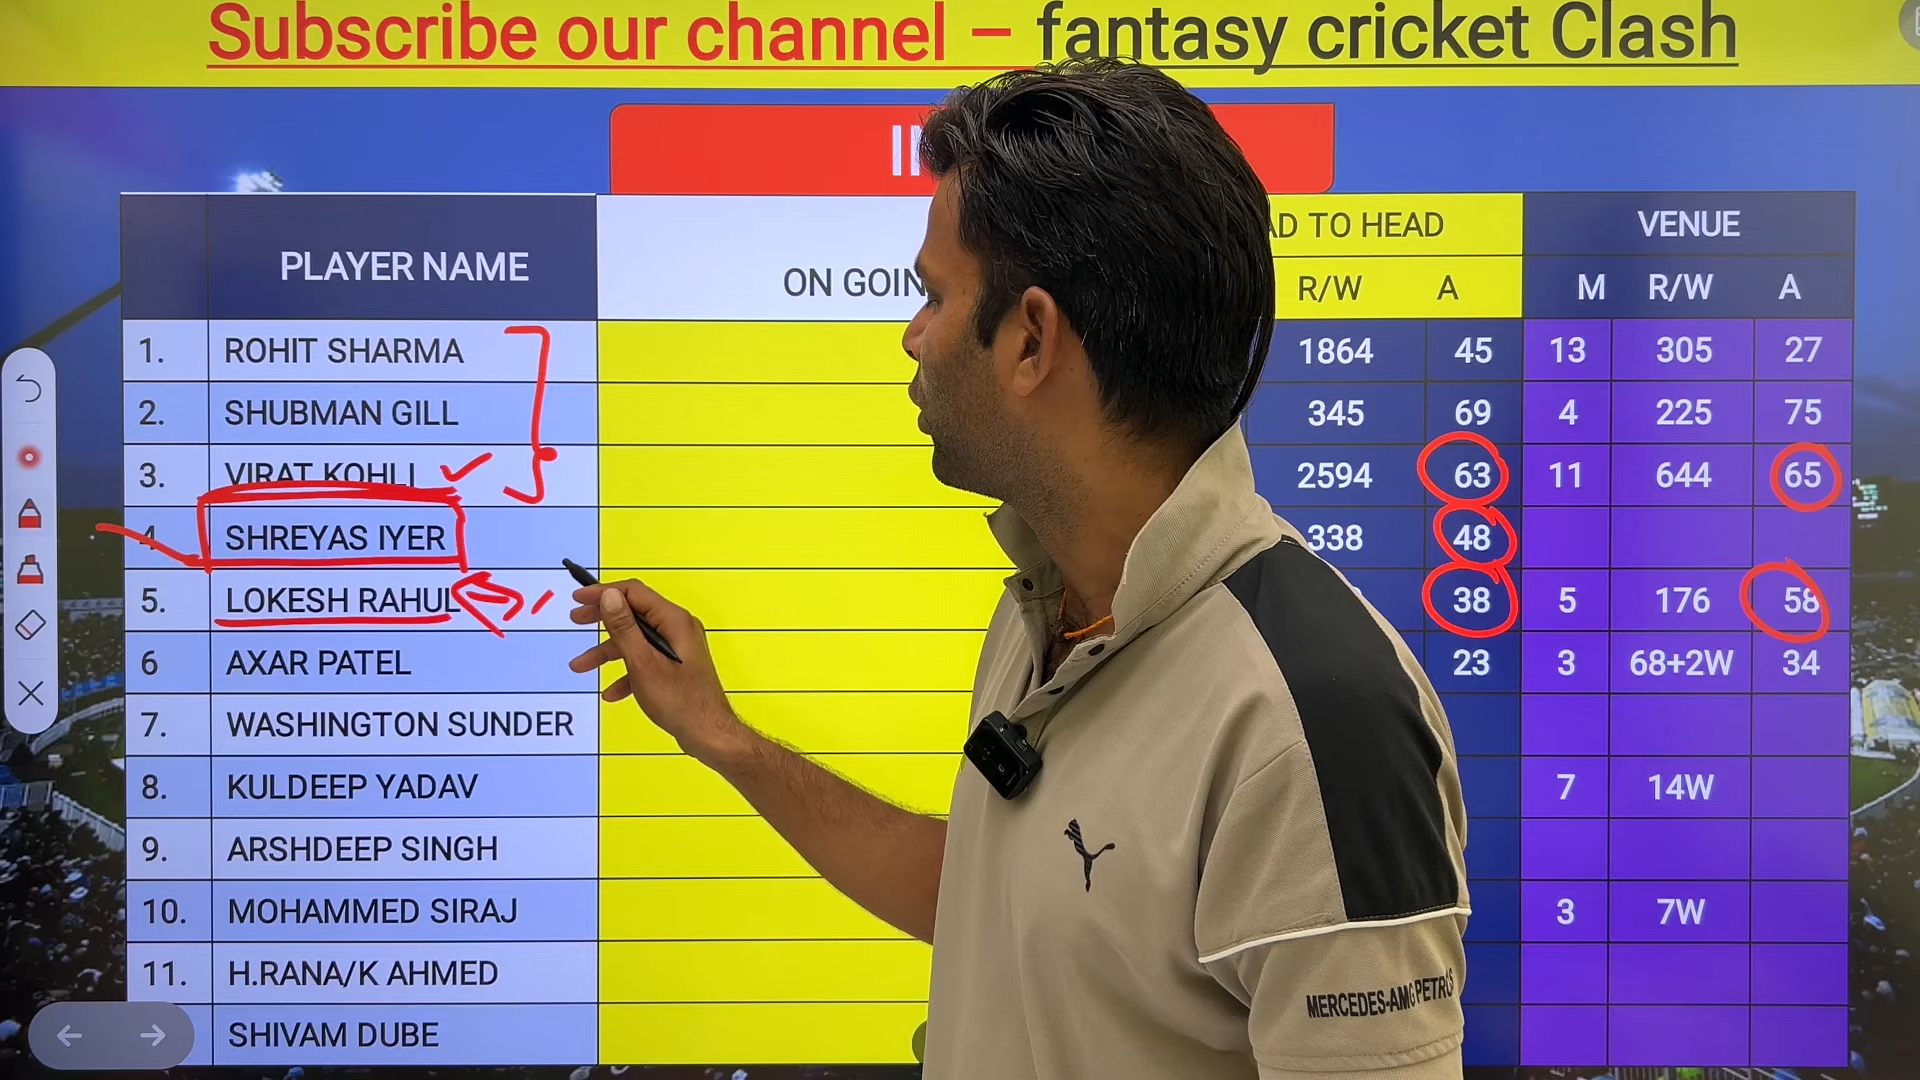 Subscribe our channel – fantasy cricket Clash
PLAYER NAME
ON GOIN
TO HEAD
R/W A
VENUE
M R/W A
1. ROHIT SHARMA 1864 45 13 305 27
2. SHUBMAN GILL 345 69 4 225 75
3. VIRAT KOHLI 2594 63 11 644 65
4 SHREYAS IYER 338 48
5. LOKESH RAHUL 38 5 176 58
6 AXAR PATEL 23 3 68+2W 34
7. WASHINGTON SUNDER
8. KULDEEP YADAV 7 14W
9. ARSHDEEP SINGH
10. MOHAMMED SIRAJ 3 7W
11. H.RANA/K AHMED
SHIVAM DUBE
MERCEDES-AMG PETRO